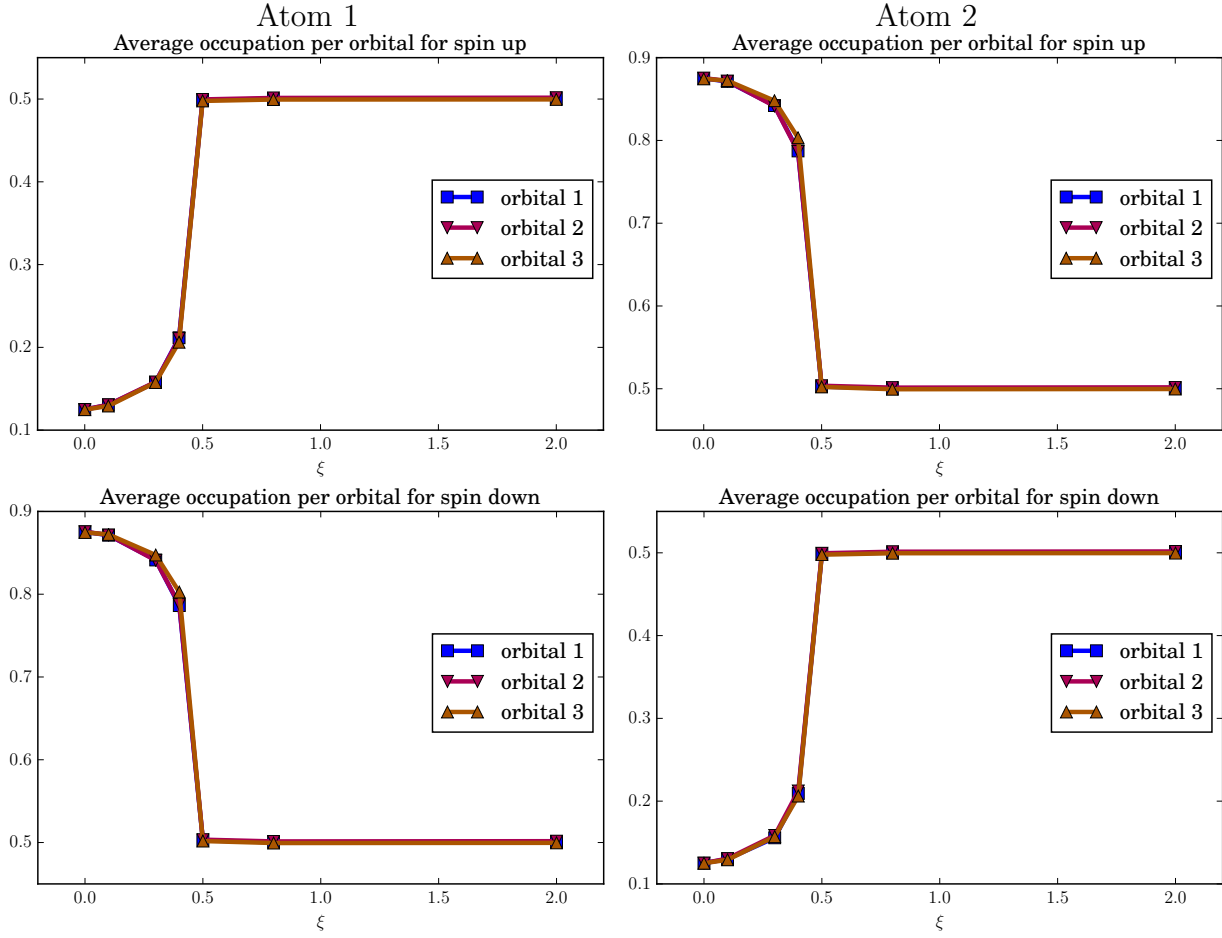 Atom 1
Average occupation per orbital for spin up
0.5
0.4
0.3
0.2
0.1
0.0 0.5 1.0 1.5 2.0
ξ
orbital 1
orbital 2
orbital 3
Atom 2
Average occupation per orbital for spin up
0.9
0.8
0.7
0.6
0.5
0.0 0.5 1.0 1.5 2.0
ξ
orbital 1
orbital 2
orbital 3
Average occupation per orbital for spin down
0.9
0.8
0.7
0.6
0.5
0.0 0.5 1.0 1.5 2.0
ξ
orbital 1
orbital 2
orbital 3
Average occupation per orbital for spin down
0.5
0.4
0.3
0.2
0.1
0.0 0.5 1.0 1.5 2.0
ξ
orbital 1
orbital 2
orbital 3